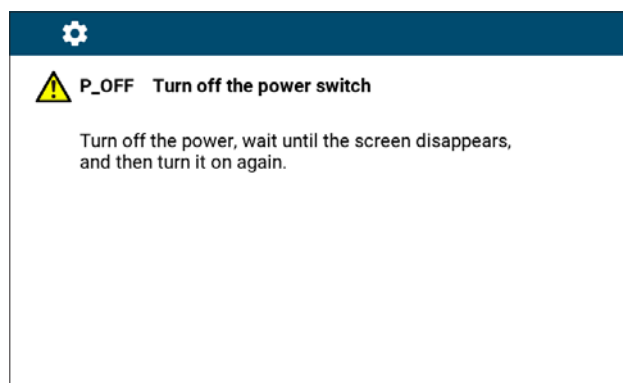 P_OFF Turn off the power switch
Turn off the power, wait until the screen disappears,
and then turn it on again.